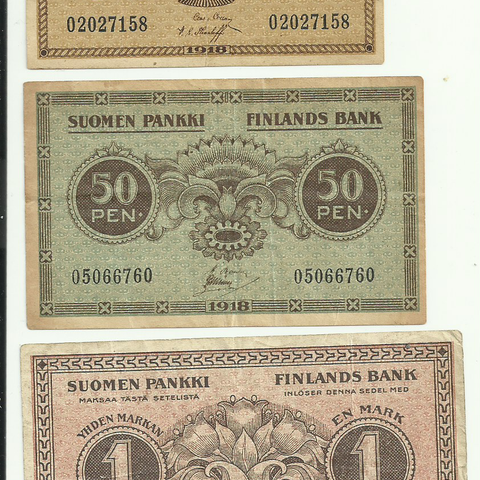 02027158 02027158
1918
SUOMEN PANKKI FINLANDS BANK
50 PEN· 50 PEN·
05066760 05066760
1918
SUOMEN PANKKI FINLANDS BANK
MAKSAA TÄSTÄ SETELISTÄ INLÖSER DENNA SEDEL MED
YHDEN MARKAN EN MARK
1 1